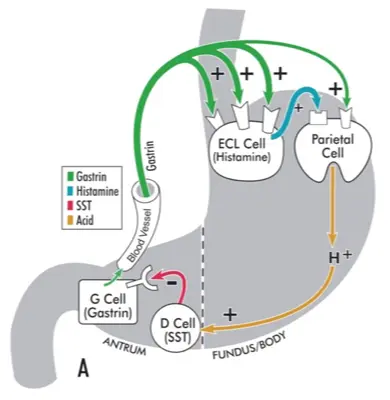 + + + +
+
Gastrin
ECL Cell
(Histamine)
Parietal
Cell
Gastrin
Histamine
SST
Acid
Blood Vessel
H+
-
G Cell
(Gastrin)
D Cell
(SST)
+
A
ANTRUM
FUNDUS/BODY